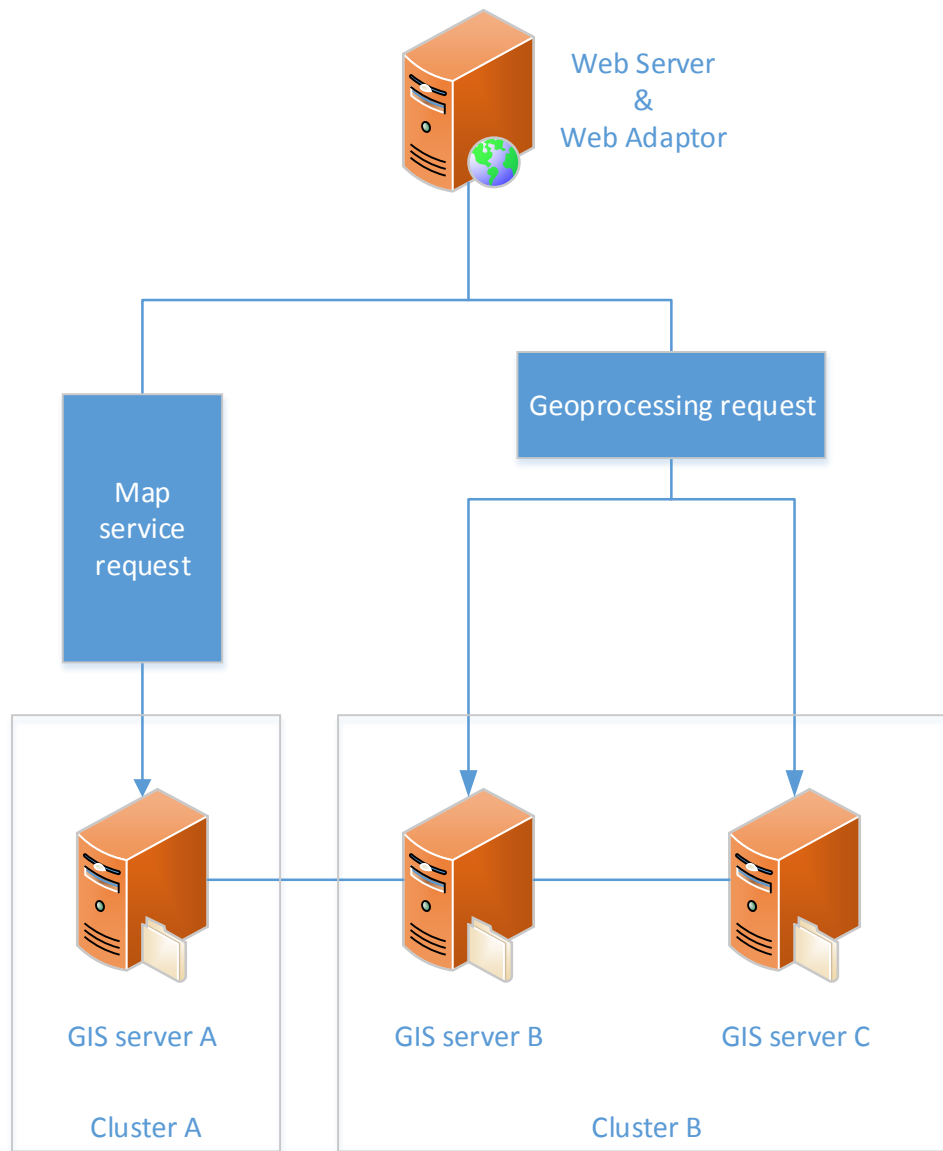 Web Server
&
Web Adaptor
Geoprocessing request
Map
service
request
GIS server A
GIS server B
GIS server C
Cluster A
Cluster B